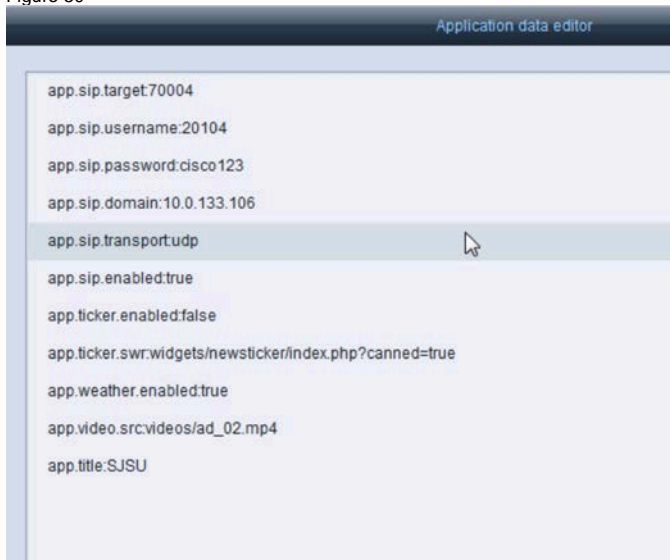 Application data editor
app.sip.target:70004
app.sip.username:20104
app.sip.password:cisco123
app.sip.domain:10.0.133.106
app.sip.transport:udp
app.sip.enabled:true
app.ticker.enabled:false
app.ticker.swr:widgets/newsticker/index.php?canned=true
app.weather.enabled:true
app.video.src:videos/ad_02.mp4
app.title:SJSU